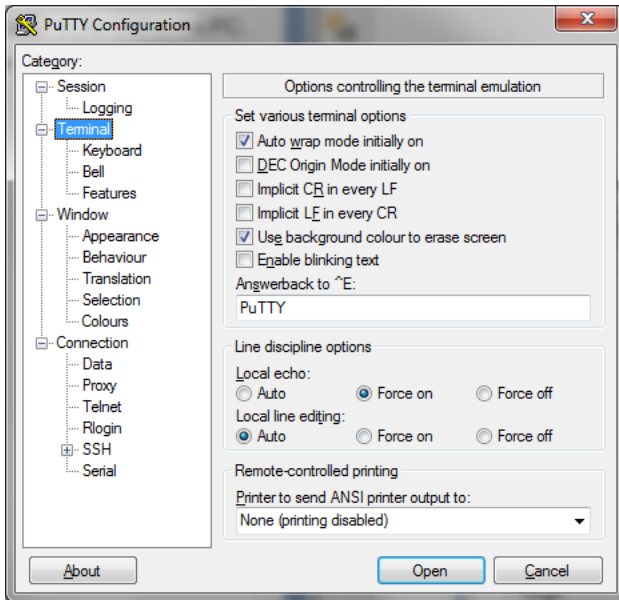 PuTTY Configuration
Category:
Session
Logging
Terminal
Keyboard
Bell
Features
Window
Appearance
Behaviour
Translation
Selection
Colours
Connection
Data
Proxy
Telnet
Rlogin
SSH
Serial
Options controlling the terminal emulation
Set various terminal options
Auto wrap mode initially on
DEC Origin Mode initially on
Implicit CR in every LF
Implicit LF in every CR
Use background colour to erase screen
Enable blinking text
Answerback to ^E:
PuTTY
Line discipline options
Local echo:
Auto Force on Force off
Local line editing:
Auto Force on Force off
Remote-controlled printing
Printer to send ANSI printer output to:
None (printing disabled)
About Open Cancel